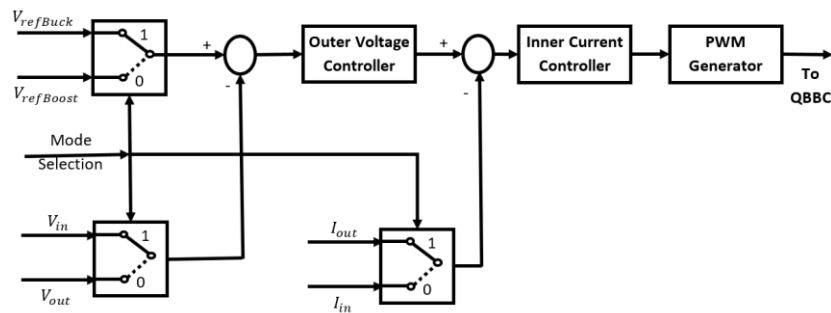 V_refBuck
1
0
V_refBoost
+
-
Outer Voltage
Controller
+
-
Inner Current
Controller
PWM
Generator
To
QBBC
Mode
Selection
V_in
1
0
V_out
I_out
1
0
I_in